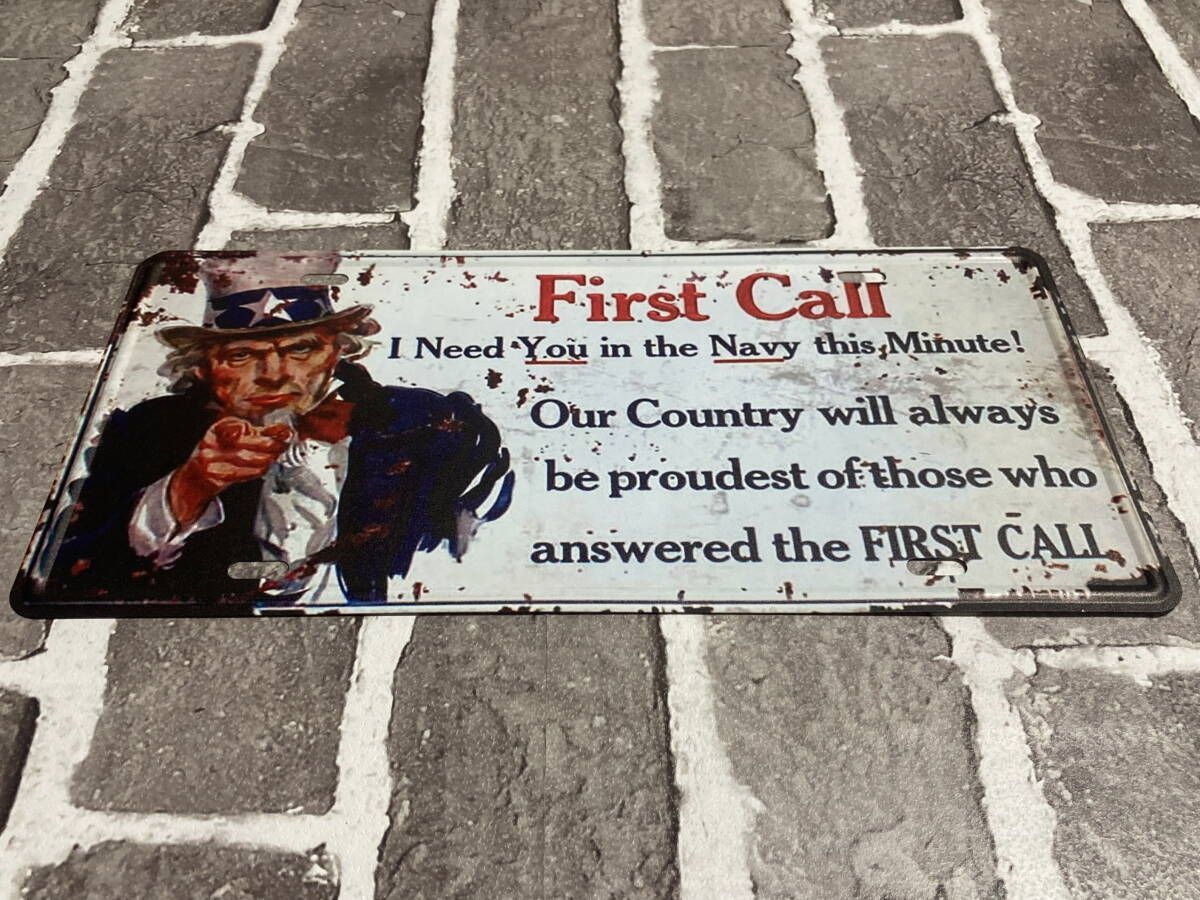 First Call
I Need You in the Navy this Minute!
Our Country will always
be proudest of those who
answered the FIRST CALL